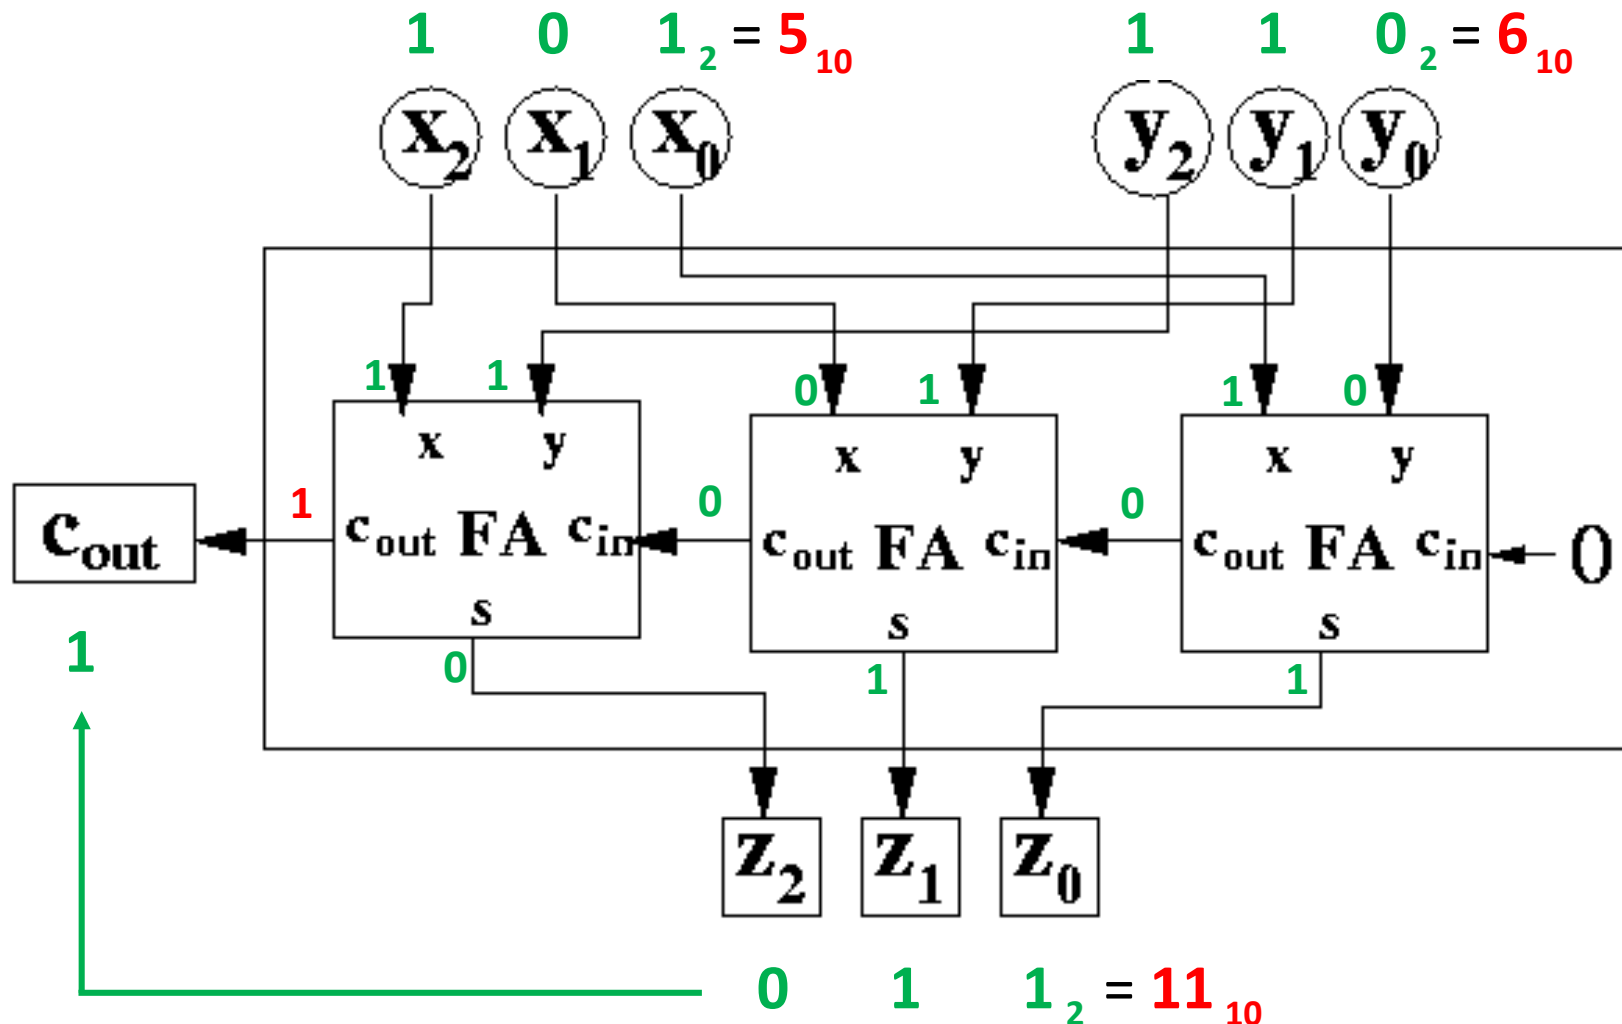 1 0 1 2 = 5 10 1 1 0 2 = 6 10
x2 x1 x0 y2 y1 y0
1 1 0 1 1 0
x y x y x y
1 0 0
cout cout FA cin cout FA cin cout FA cin 0
s s s
1 0 1 1
z2 z1 z0
0 1 1 2 = 11 10